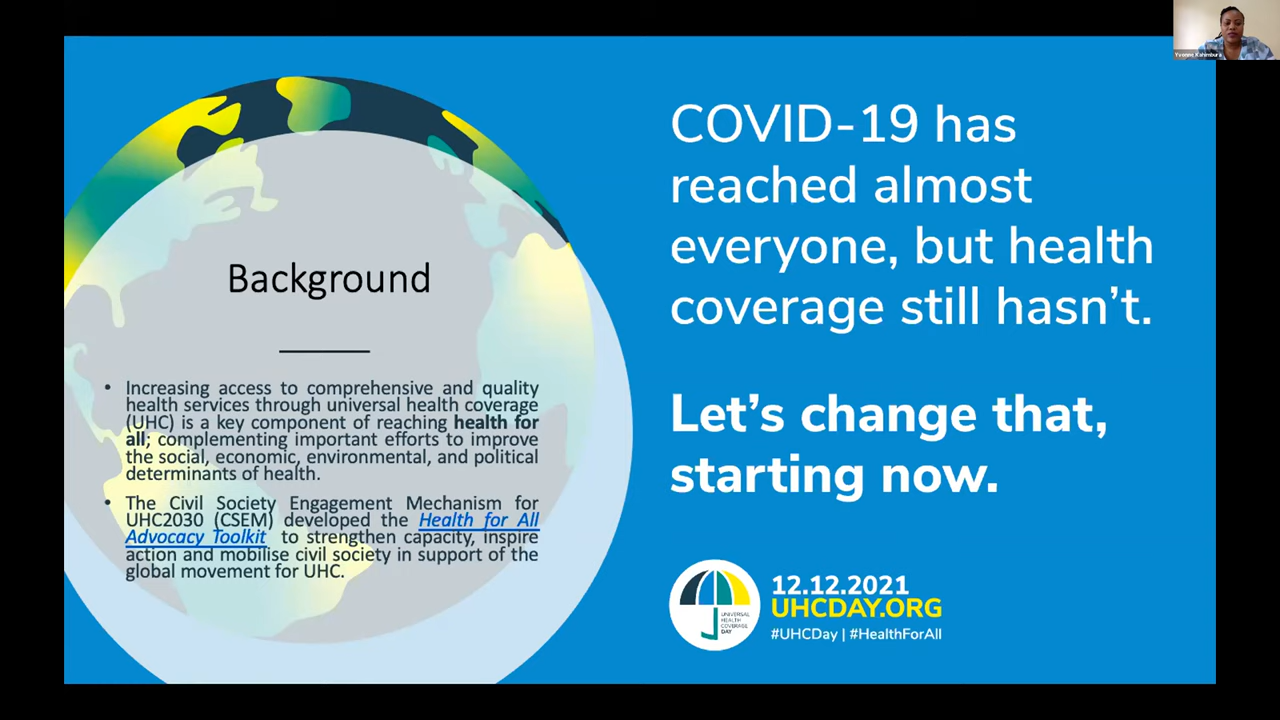 Yvonne Kahimbura
Background
• Increasing access to comprehensive and quality
health services through universal health coverage
(UHC) is a key component of reaching health for
all; complementing important efforts to improve
the social, economic, environmental, and political
determinants of health.
• The Civil Society Engagement Mechanism for
UHC2030 (CSEM) developed the Health for All
Advocacy Toolkit to strengthen capacity, inspire
action and mobilise civil society in support of the
global movement for UHC.
COVID-19 has
reached almost
everyone, but health
coverage still hasn't.
Let's change that,
starting now.
UNIVERSAL
HEALTH
COVERAGE
DAY
12.12.2021
UHCDAY.ORG
#UHCDay | #HealthForAll